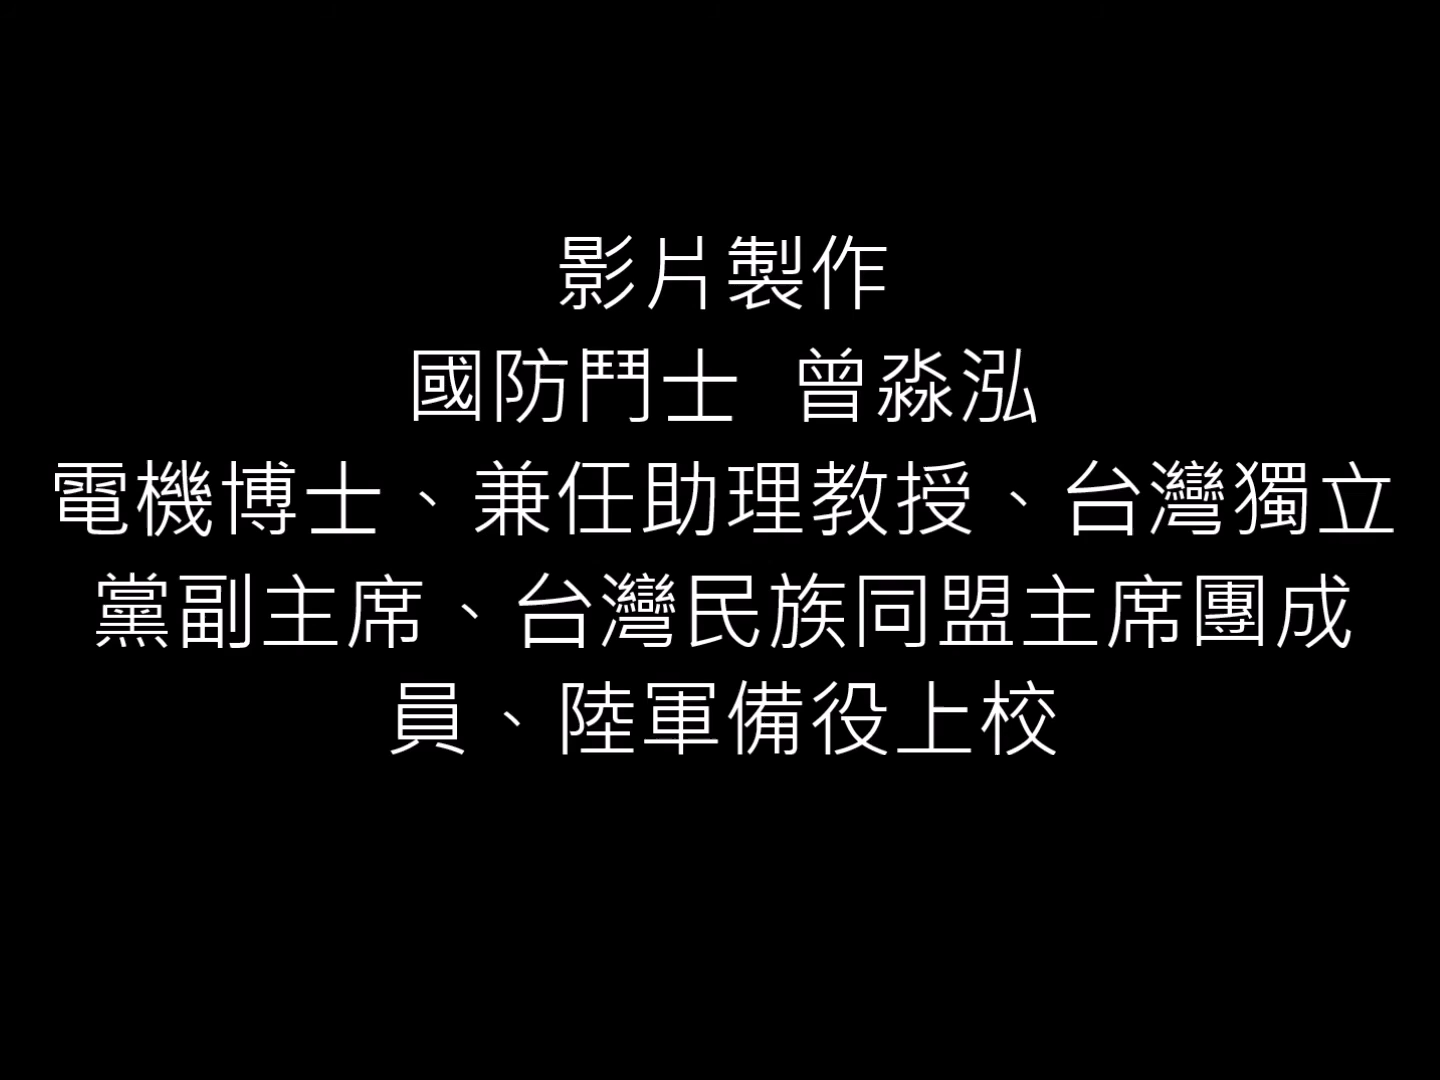 影片製作
國防鬥士 曾淼泓
電機博士、兼任助理教授、台灣獨立
黨副主席、台灣民族同盟主席團成
員、陸軍備役上校